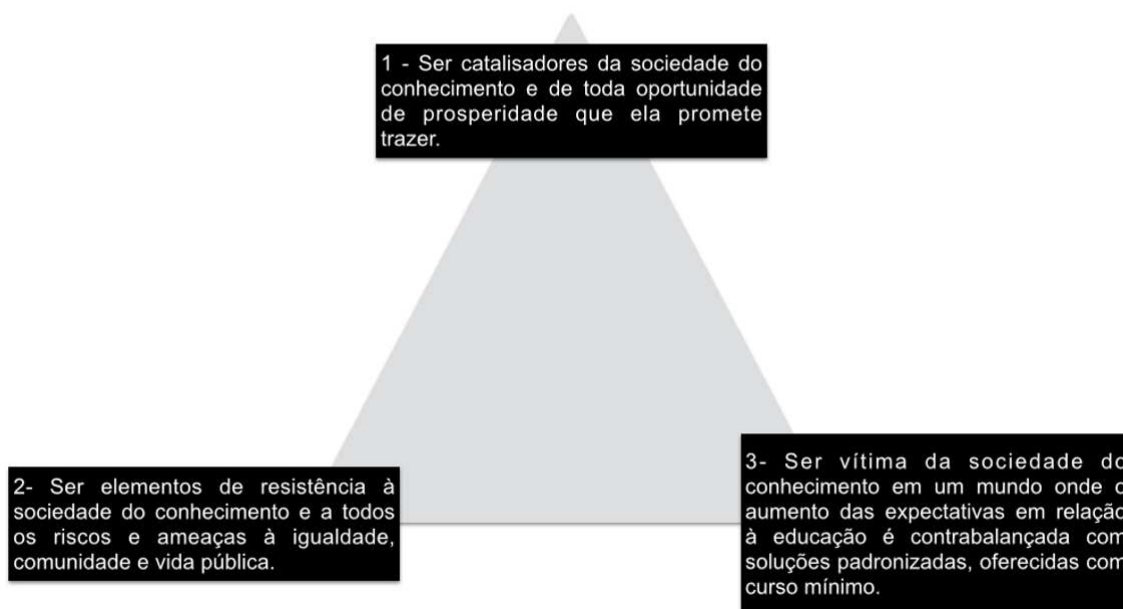 1 - Ser catalisadores da sociedade do
conhecimento e de toda oportunidade
de prosperidade que ela promete
trazer.
2- Ser elementos de resistência à
sociedade do conhecimento e a todos
os riscos e ameaças à igualdade,
comunidade e vida pública.
3- Ser vítima da sociedade do
conhecimento em um mundo onde o
aumento das expectativas em relação
à educação é contrabalançada com
soluções padronizadas, oferecidas com
curso mínimo.